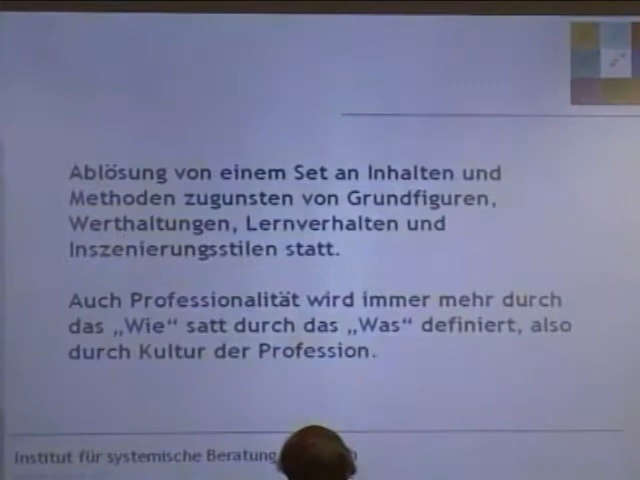 Ablösung von einem Set an Inhalten und
Methoden zugunsten von Grundfiguren,
Werthaltungen, Lernverhalten und
Inszenierungsstilen statt.
Auch Professionalität wird immer mehr durch
das „Wie“ satt durch das „Was“ definiert, also
durch Kultur der Profession.
Institut für systemische Beratung